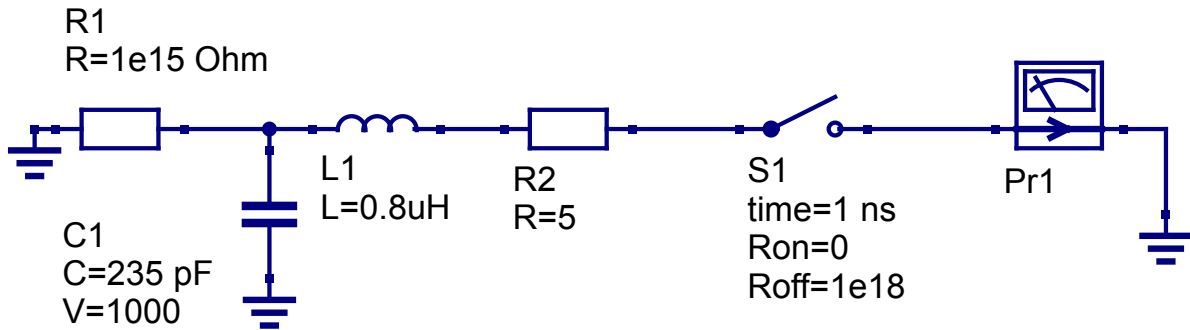 R1
R=1e15 Ohm
C1
C=235 pF
V=1000
L1
L=0.8uH
R2
R=5
S1
time=1 ns
Ron=0
Roff=1e18
Pr1